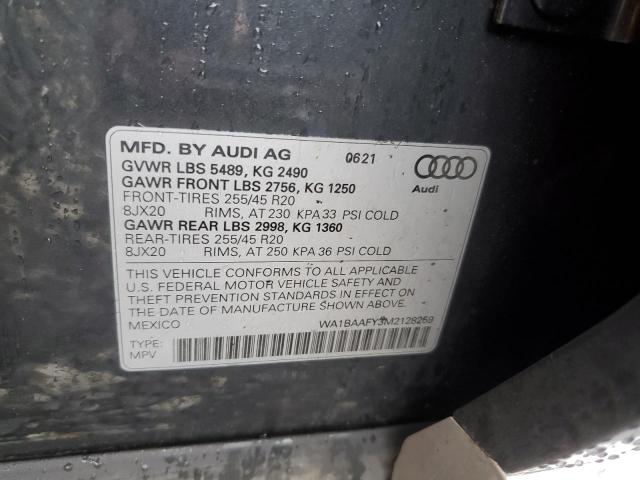 MFD. BY AUDI AG 0621
GVWR LBS 5489, KG 2490
GAWR FRONT LBS 2756, KG 1250
FRONT-TIRES 255/45 R20
8JX20 RIMS, AT 230 KPA 33 PSI COLD
GAWR REAR LBS 2998, KG 1360
REAR-TIRES 255/45 R20
8JX20 RIMS, AT 250 KPA 36 PSI COLD
Audi
THIS VEHICLE CONFORMS TO ALL APPLICABLE
U.S. FEDERAL MOTOR VEHICLE SAFETY AND
THEFT PREVENTION STANDARDS IN EFFECT ON
THE DATE OF MANUFACTURE SHOWN ABOVE.
MEXICO WA1BAAFY3M2128259
TYPE:
MPV